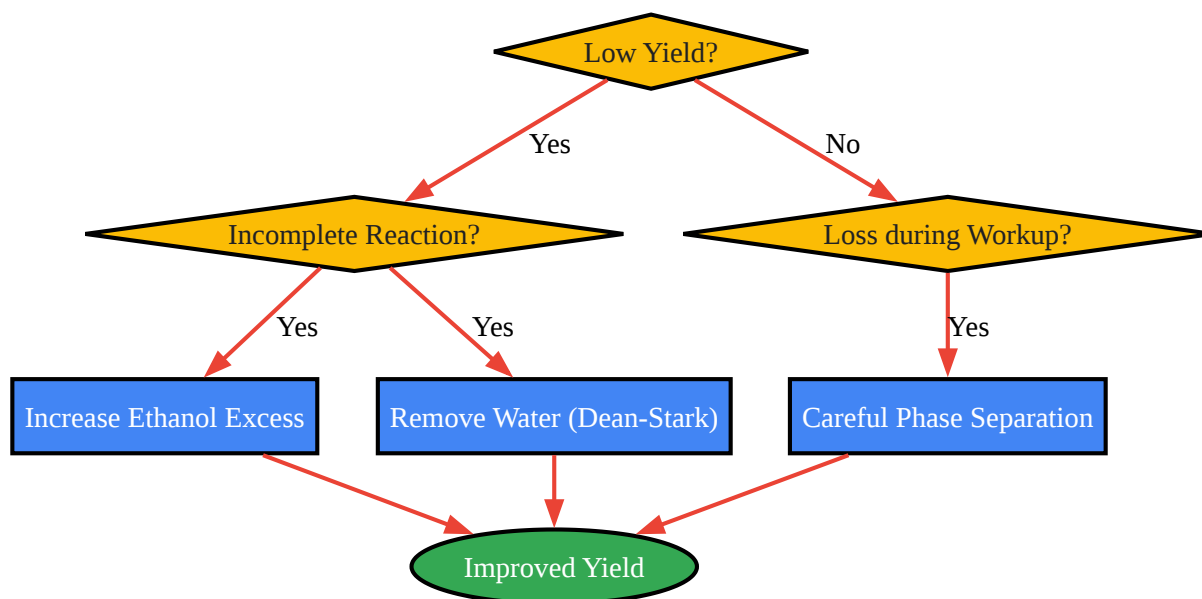 Low Yield?
Yes
No
Incomplete Reaction?
Loss during Workup?
Yes
Yes
Yes
Increase Ethanol Excess
Remove Water (Dean-Stark)
Careful Phase Separation
Improved Yield